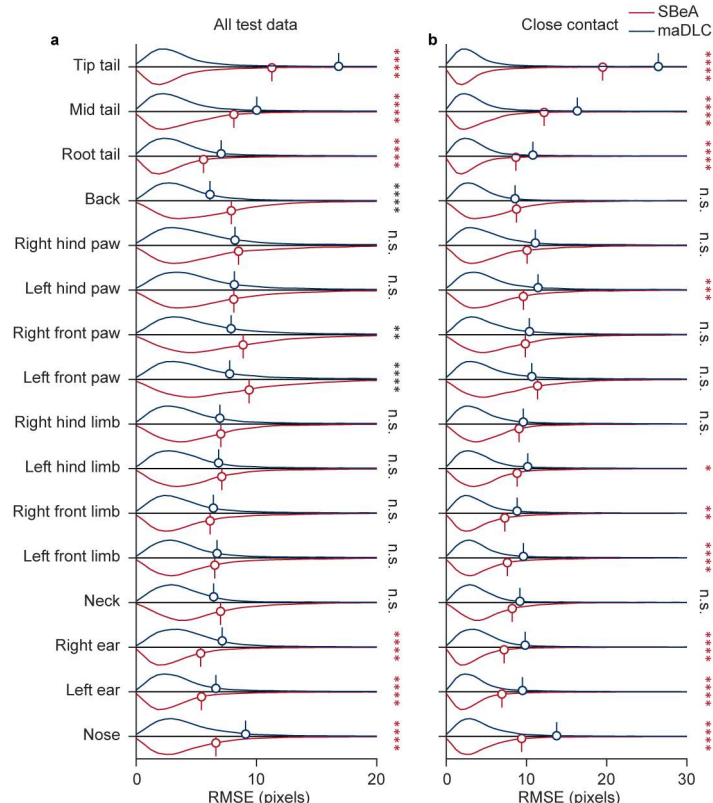 All test data
Close contact
SBeA
maDLC
a
b
Tip tail
****
****
Mid tail
****
****
Root tail
****
****
Back
****
n.s.
Right hind paw
n.s.
n.s.
Left hind paw
n.s.
***
Right front paw
**
n.s.
Left front paw
****
n.s.
Right hind limb
n.s.
n.s.
Left hind limb
n.s.
*
Right front limb
n.s.
**
Left front limb
n.s.
****
Neck
n.s.
n.s.
Right ear
****
****
Left ear
****
****
Nose
****
****
0 10 20
0 10 20 30
RMSE (pixels)
RMSE (pixels)